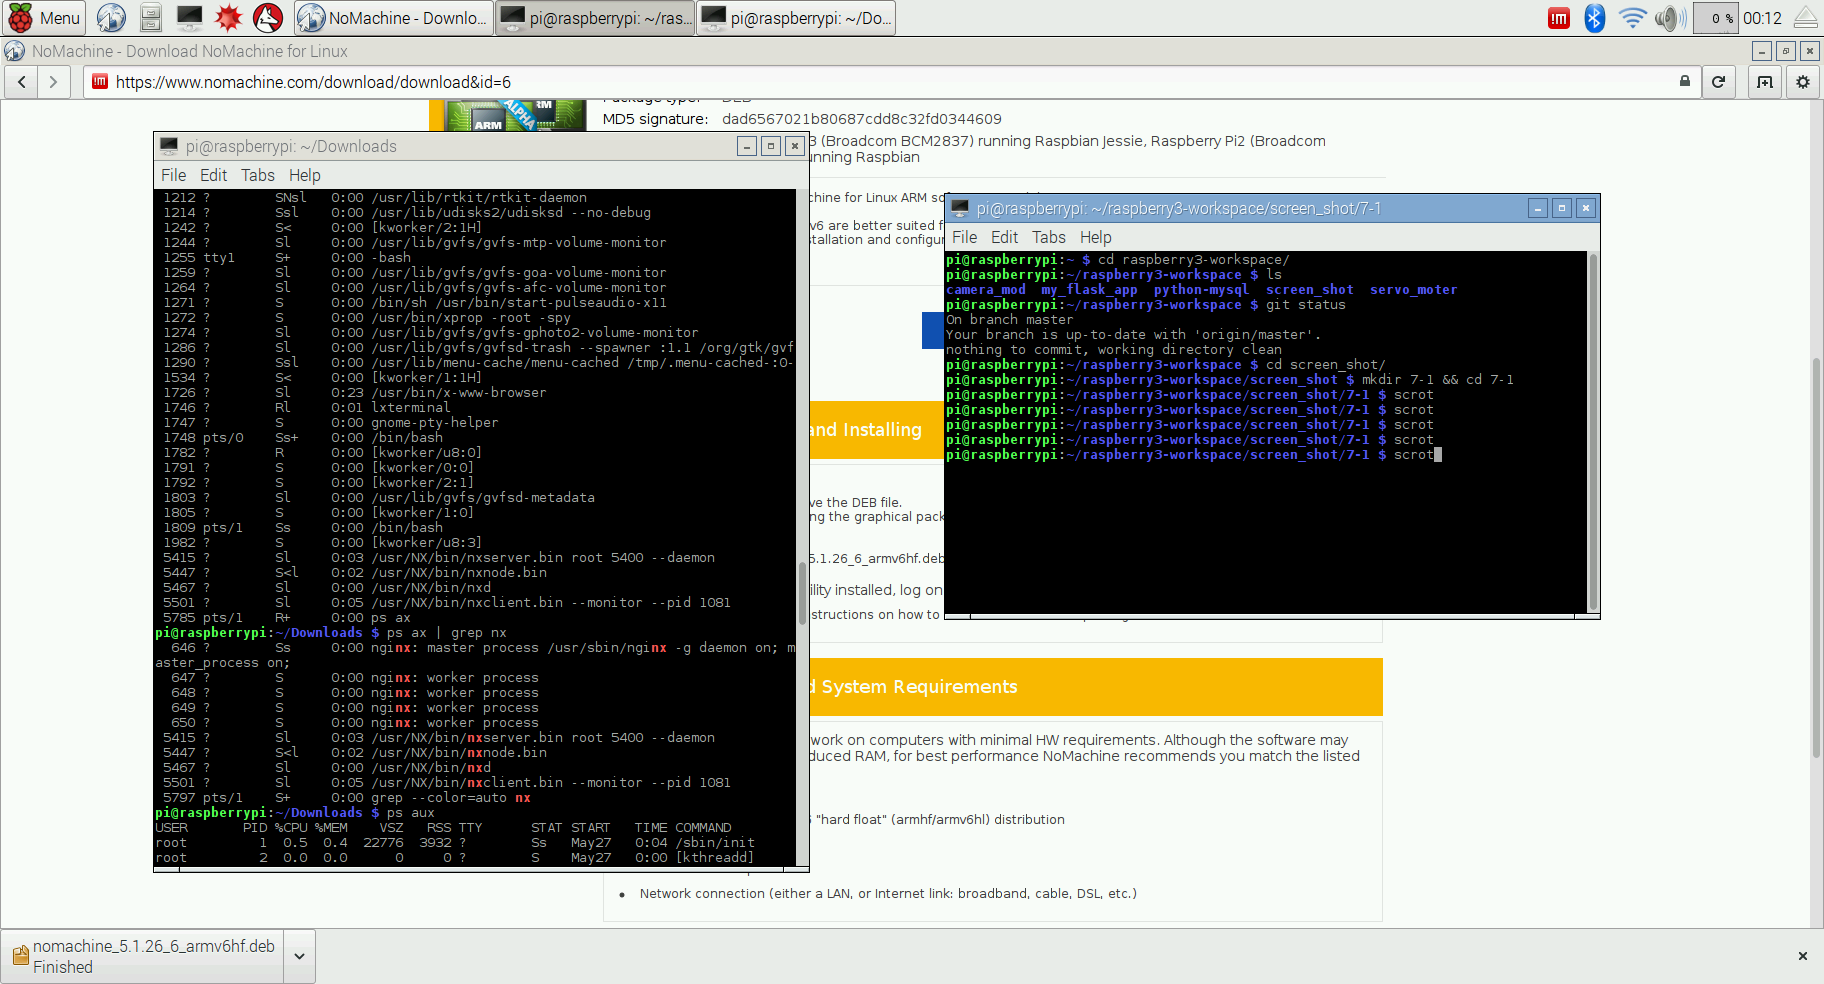 Menu
NoMachine - Downlo...
pi@raspberrypi: ~/ras...
pi@raspberrypi: ~/Do...
0 %
00:12
NoMachine - Download NoMachine for Linux
https://www.nomachine.com/download/download&id=6
ARM
ALPHA
MD5 signature: dad6567021b80687cdd8c32fd0344609
3 (Broadcom BCM2837) running Raspbian Jessie, Raspberry Pi2 (Broadcom
nning Raspbian
pi@raspberrypi: ~/Downloads
File Edit Tabs Help
1212 ? SNsl 0:00 /usr/lib/rtkit/rtkit-daemon
1214 ? Ssl 0:00 /usr/lib/udisks2/udisksd --no-debug
1242 ? S< 0:00 [kworker/2:1H]
1244 ? Sl 0:00 /usr/lib/gvfs/gvfs-mtp-volume-monitor
1255 tty1 S+ 0:00 -bash
1259 ? Sl 0:00 /usr/lib/gvfs/gvfs-goa-volume-monitor
1264 ? Sl 0:00 /usr/lib/gvfs/gvfs-afc-volume-monitor
1271 ? S 0:00 /bin/sh /usr/bin/start-pulseaudio-x11
1272 ? S 0:00 /usr/bin/xprop -root -spy
1274 ? Sl 0:00 /usr/lib/gvfs/gvfs-gphoto2-volume-monitor
1286 ? Sl 0:00 /usr/lib/gvfs/gvfsd-trash --spawner :1.1 /org/gtk/gvf
1290 ? Ssl 0:00 /usr/lib/menu-cache/menu-cached /tmp/.menu-cached-:0-
1534 ? S< 0:00 [kworker/1:1H]
1726 ? Sl 0:23 /usr/bin/x-www-browser
1746 ? Rl 0:01 lxterminal
1747 ? S 0:00 gnome-pty-helper
1748 pts/0 Ss+ 0:00 /bin/bash
1782 ? R 0:00 [kworker/u8:0]
1791 ? S 0:00 [kworker/0:0]
1792 ? S 0:00 [kworker/2:1]
1803 ? Sl 0:00 /usr/lib/gvfs/gvfsd-metadata
1805 ? S 0:00 [kworker/1:0]
1809 pts/1 Ss 0:00 /bin/bash
1982 ? S 0:00 [kworker/u8:3]
5415 ? Sl 0:03 /usr/NX/bin/nxserver.bin root 5400 --daemon
5447 ? S<l 0:02 /usr/NX/bin/nxnode.bin
5467 ? Sl 0:00 /usr/NX/bin/nxd
5501 ? Sl 0:05 /usr/NX/bin/nxclient.bin --monitor --pid 1081
5785 pts/1 R+ 0:00 ps ax
pi@raspberrypi:~/Downloads $ ps ax | grep nx
646 ? Ss 0:00 nginx: master process /usr/sbin/nginx -g daemon on; m
aster_process on;
647 ? S 0:00 nginx: worker process
648 ? S 0:00 nginx: worker process
649 ? S 0:00 nginx: worker process
650 ? S 0:00 nginx: worker process
5415 ? Sl 0:03 /usr/NX/bin/nxserver.bin root 5400 --daemon
5447 ? S<l 0:02 /usr/NX/bin/nxnode.bin
5467 ? Sl 0:00 /usr/NX/bin/nxd
5501 ? Sl 0:05 /usr/NX/bin/nxclient.bin --monitor --pid 1081
5797 pts/1 S+ 0:00 grep --color=auto nx
pi@raspberrypi:~/Downloads $ ps aux
USER PID %CPU %MEM VSZ RSS TTY STAT START TIME COMMAND
root 1 0.5 0.4 22776 3932 ? Ss May27 0:04 /sbin/init
root 2 0.0 0.0 0 0 ? S May27 0:00 [kthreadd]
chine for Linux ARM
v6 are better suited f
stallation and configur
and Installing
ve the DEB file.
ng the graphical pack
5.1.26_6_armv6hf.deb
ility installed, log on
structions on how to
pi@raspberrypi: ~/raspberry3-workspace/screen_shot/7-1
File Edit Tabs Help
pi@raspberrypi:~ $ cd raspberry3-workspace/
pi@raspberrypi:~/raspberry3-workspace $ ls
camera_mod my_flask_app python-mysql screen_shot servo_moter
pi@raspberrypi:~/raspberry3-workspace $ git status
On branch master
Your branch is up-to-date with 'origin/master'.
nothing to commit, working directory clean
pi@raspberrypi:~/raspberry3-workspace $ cd screen_shot/
pi@raspberrypi:~/raspberry3-workspace/screen_shot $ mkdir 7-1 && cd 7-1
pi@raspberrypi:~/raspberry3-workspace/screen_shot/7-1 $ scrot
pi@raspberrypi:~/raspberry3-workspace/screen_shot/7-1 $ scrot
pi@raspberrypi:~/raspberry3-workspace/screen_shot/7-1 $ scrot
pi@raspberrypi:~/raspberry3-workspace/screen_shot/7-1 $ scrot
pi@raspberrypi:~/raspberry3-workspace/screen_shot/7-1 $ scrot
d System Requirements
work on computers with minimal HW requirements. Although the software may
duced RAM, for best performance NoMachine recommends you match the listed
"hard float" (armhf/armv6hl) distribution
• Network connection (either a LAN, or Internet link: broadband, cable, DSL, etc.)
nomachine_5.1.26_6_armv6hf.deb
Finished